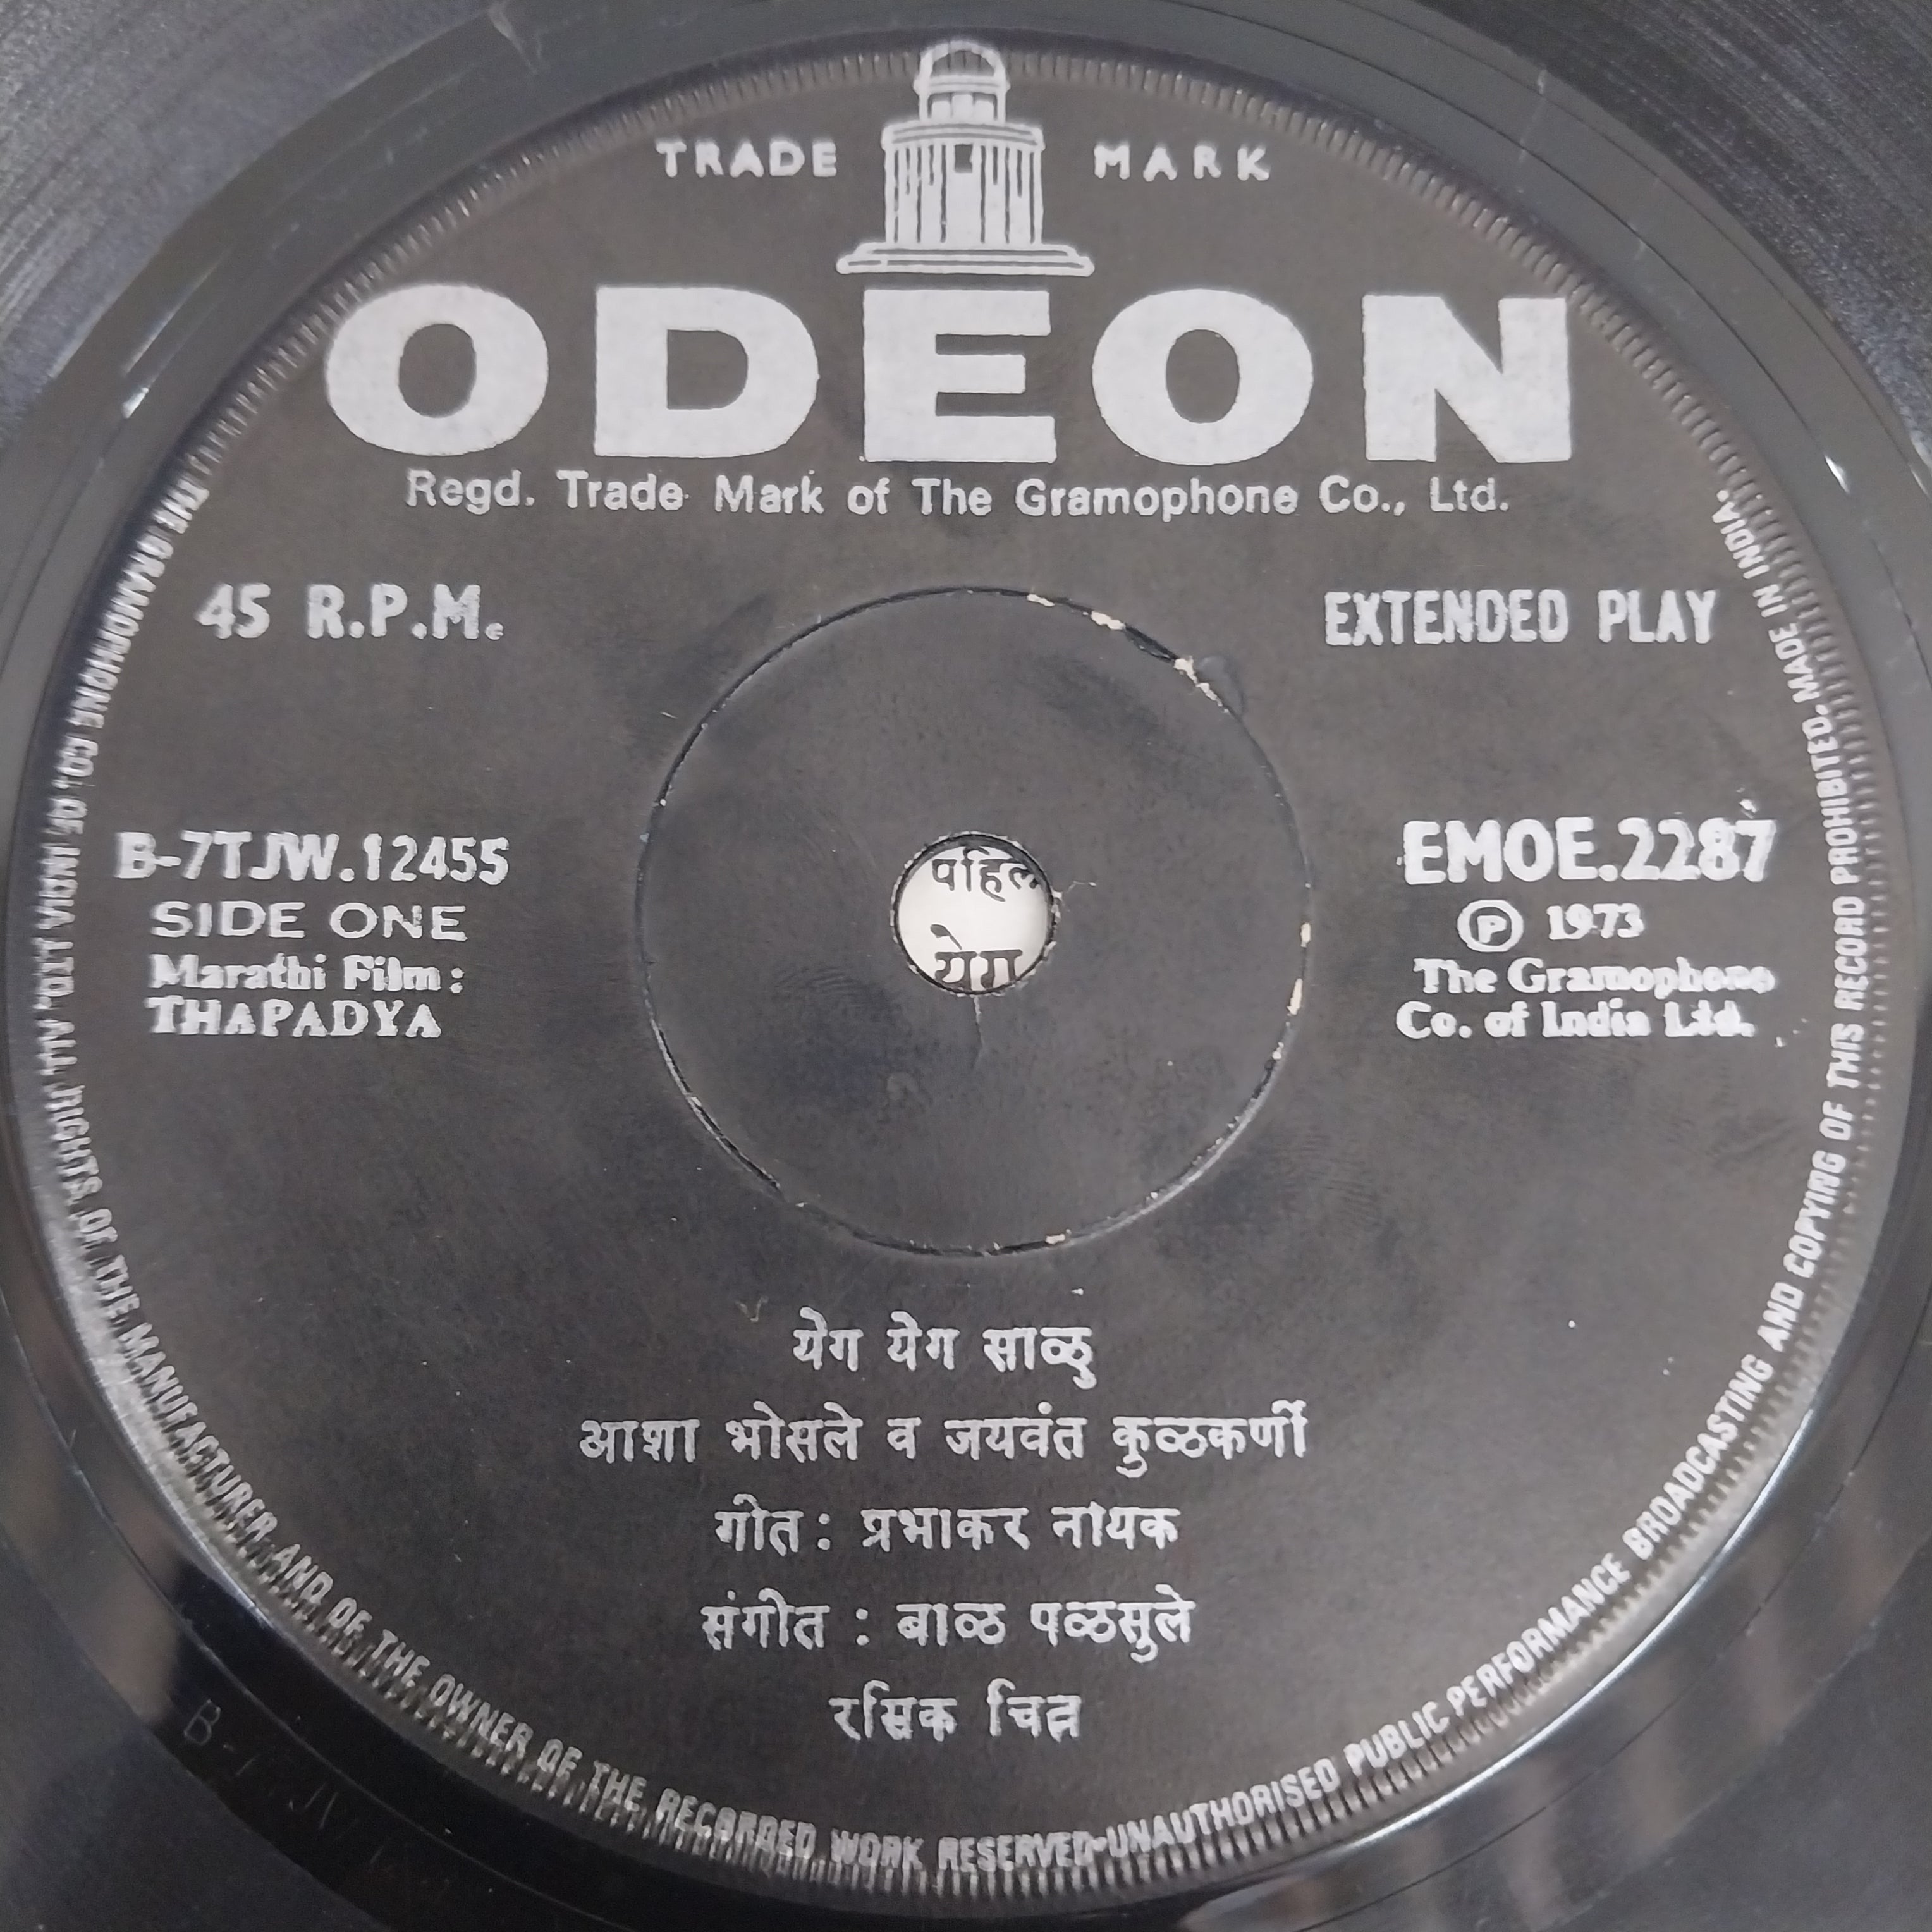 TRADE MARK
ODEON
Regd. Trade Mark of The Gramophone Co., Ltd.
45 R.P.M.
EXTENDED PLAY
B-7TJW.12455
SIDE ONE
Marathi Film:
THAPADYA
EMOE.2287
Ⓟ 1973
The Gramophone
Co. of India Ltd.
पहिल
येग
येग येग साळु
आशा भोसले व जयवंत कुळकर्णी
गीत: प्रभाकर नायक
संगीत : बाळ पळसुले
रसिक चित्र
THE GRAMOPHONE CO. OF INDIA LTD. ALL RIGHTS OF THE MANUFACTURER AND OF THE OWNER OF THE RECORDED WORK RESERVED-UNAUTHORISED PUBLIC PERFORMANCE BROADCASTING AND COPYING OF THIS RECORD PROHIBITED. MADE IN INDIA.